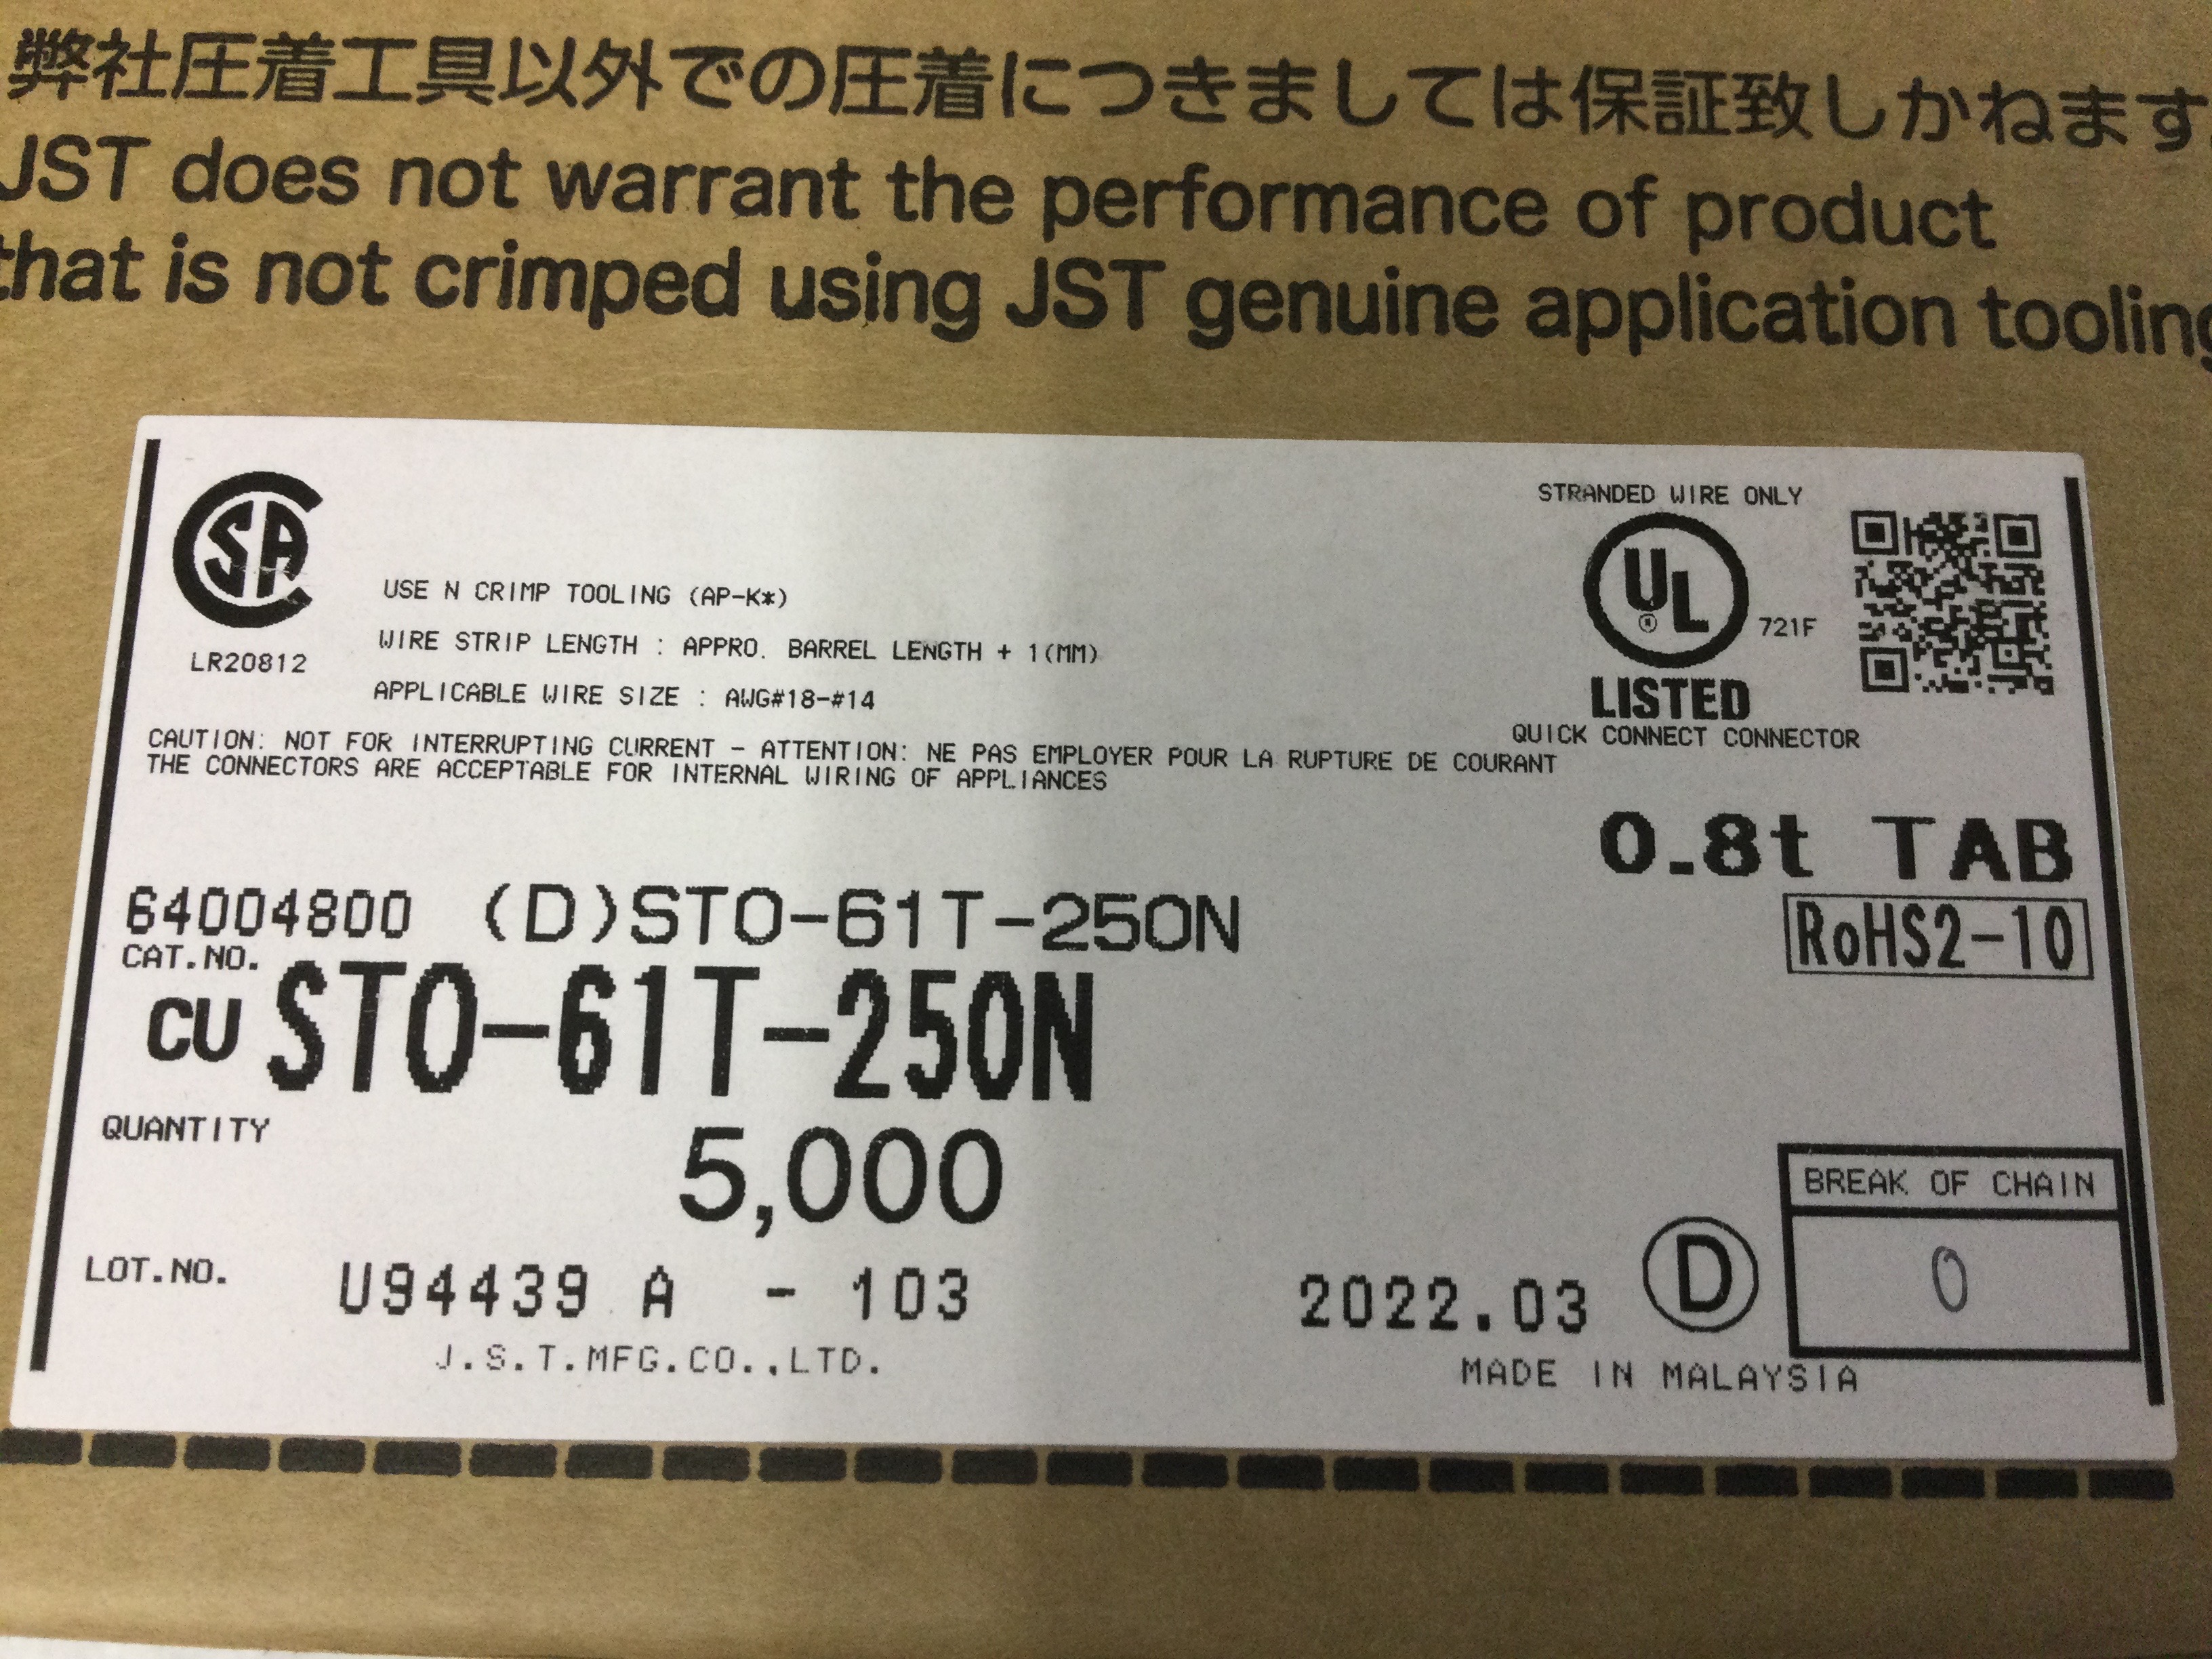 弊社圧着工具以外での圧着につきましては保証致しかねます
JST does not warrant the performance of product
that is not crimped using JST genuine application tooling
CSA
LR20812
USE N CRIMP TOOLING (AP-K*)
WIRE STRIP LENGTH : APPRO. BARREL LENGTH + 1(MM)
APPLICABLE WIRE SIZE : AWG#18-#14
STRANDED WIRE ONLY
UL
®
721F
LISTED
QUICK CONNECT CONNECTOR
CAUTION: NOT FOR INTERRUPTING CURRENT - ATTENTION: NE PAS EMPLOYER POUR LA RUPTURE DE COURANT
THE CONNECTORS ARE ACCEPTABLE FOR INTERNAL WIRING OF APPLIANCES
0.8t TAB
64004800 (D)STO-61T-250N
RoHS2-10
CAT.NO.
CU STO-61T-250N
QUANTITY
5,000
BREAK OF CHAIN
0
LOT.NO. U94439 A - 103
2022.03 D
J.S.T.MFG.CO.,LTD.
MADE IN MALAYSIA